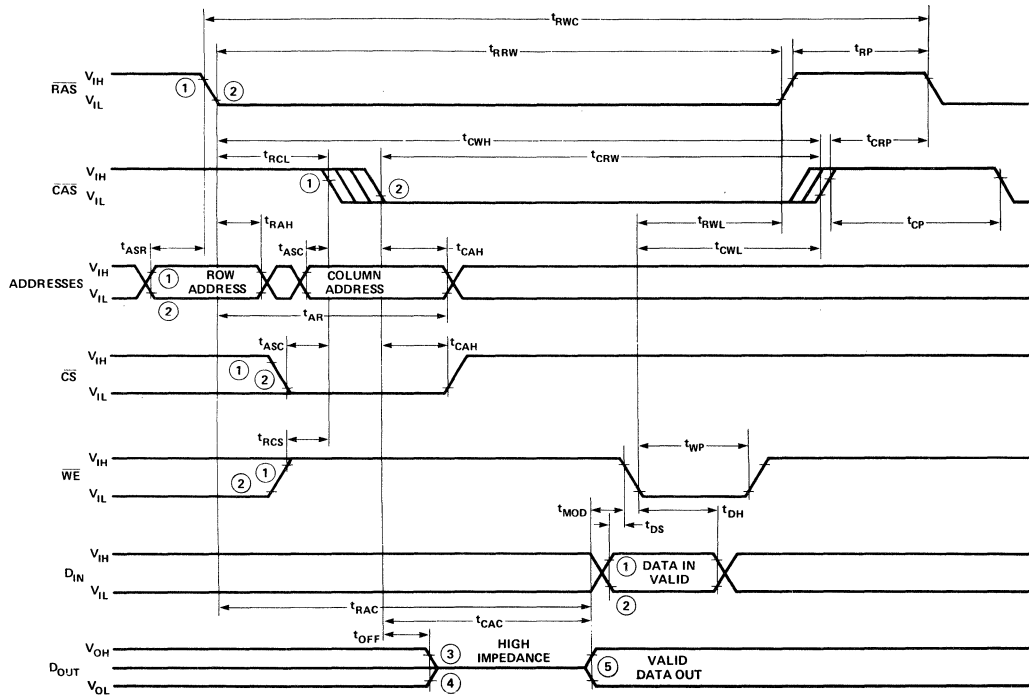 tRWC
tRRW
tRP
RAS
VIH
VIL
1
2
tCWH
tCRP
tRCL
tCRW
CAS
VIH
VIL
1
2
tRAH
tRWL
tCP
tASR
tASC
tCAH
tCWL
ADDRESSES
VIH
VIL
1
2
ROW ADDRESS
COLUMN ADDRESS
tAR
tASC
tCAH
CS
VIH
VIL
1
2
tRCS
tWP
WE
VIH
VIL
1
2
tMOD
tDS
tDH
DIN
VIH
VIL
1
2
DATA IN VALID
tRAC
tCAC
tOFF
DOUT
VOH
VOL
3
4
HIGH IMPEDANCE
5
VALID DATA OUT